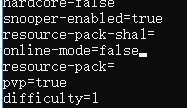 hardcore=false
snooper-enabled=true
resource-pack-sha1=
online-mode=false
resource-pack=
pvp=true
difficulty=1